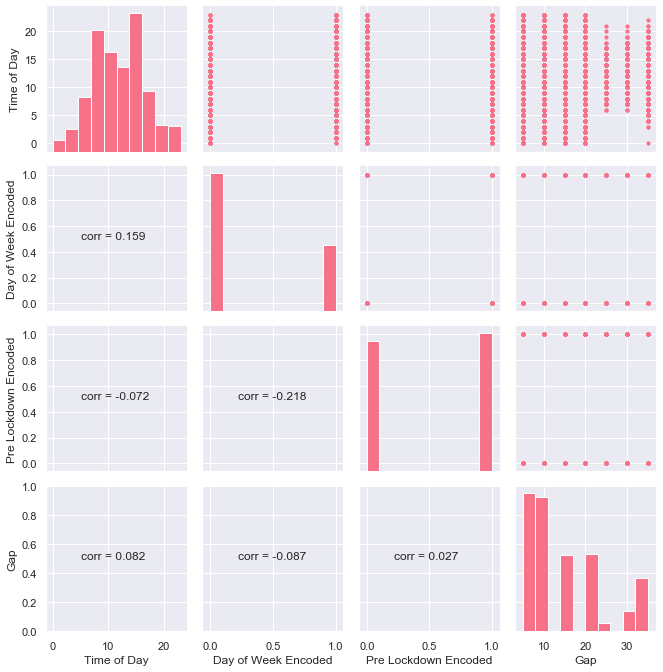 Time of Day
20
15
10
5
0
Day of Week Encoded
1.0
0.8
0.6
0.4
0.2
0.0
corr = 0.159
Pre Lockdown Encoded
1.0
0.8
0.6
0.4
0.2
0.0
corr = -0.072
corr = -0.218
Gap
1.0
0.8
0.6
0.4
0.2
0.0
corr = 0.082
corr = -0.087
corr = 0.027
0 10 20
0.0 0.5 1.0
0.0 0.5 1.0
10 20 30
Time of Day
Day of Week Encoded
Pre Lockdown Encoded
Gap